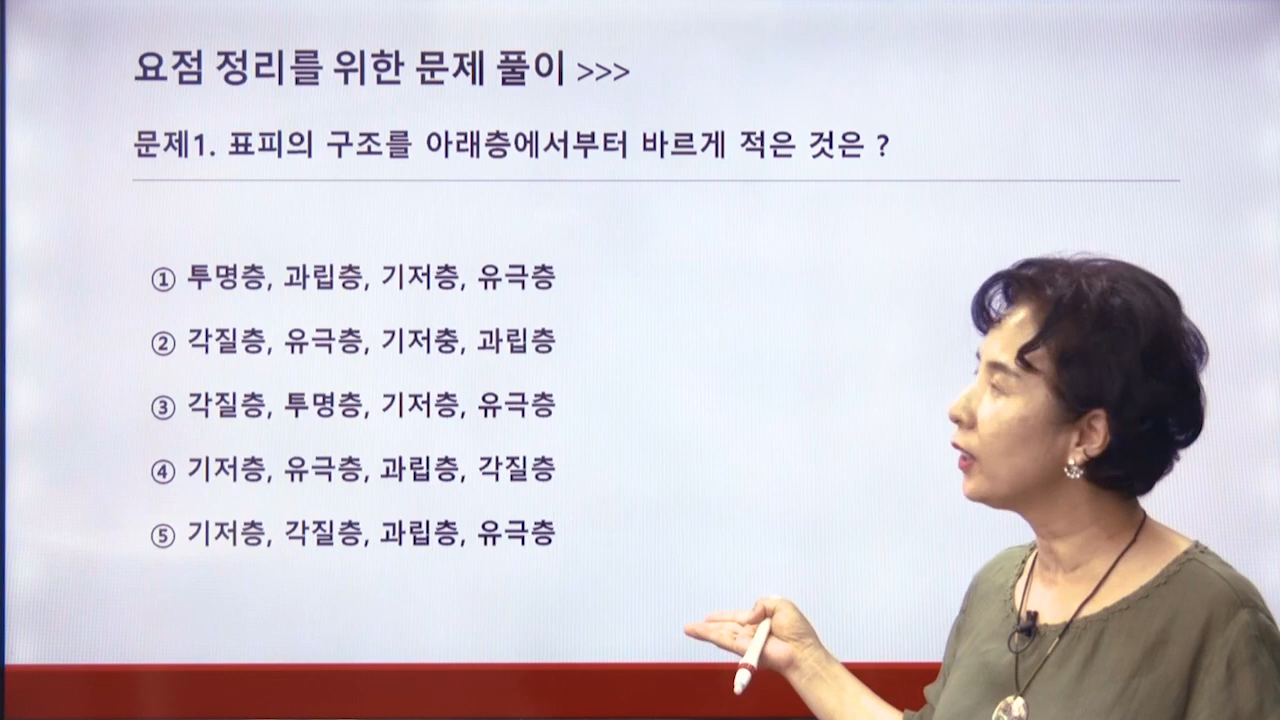 요점 정리를 위한 문제 풀이 >>>
문제1. 표피의 구조를 아래층에서부터 바르게 적은 것은 ?
① 투명층, 과립층, 기저층, 유극층
② 각질층, 유극층, 기저충, 과립층
③ 각질층, 투명층, 기저층, 유극층
④ 기저층, 유극층, 과립층, 각질층
⑤ 기저층, 각질층, 과립층, 유극층